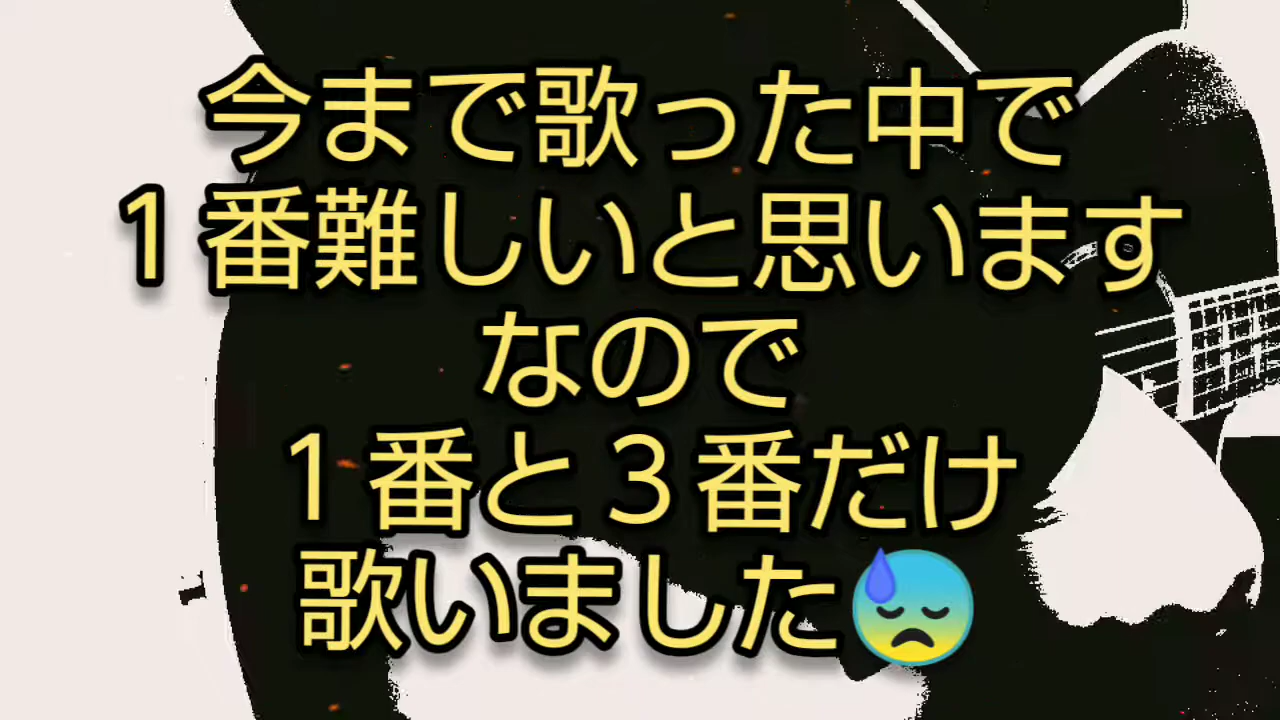 今まで歌った中で
１番難しいと思います
なので
１番と３番だけ
歌いました😓